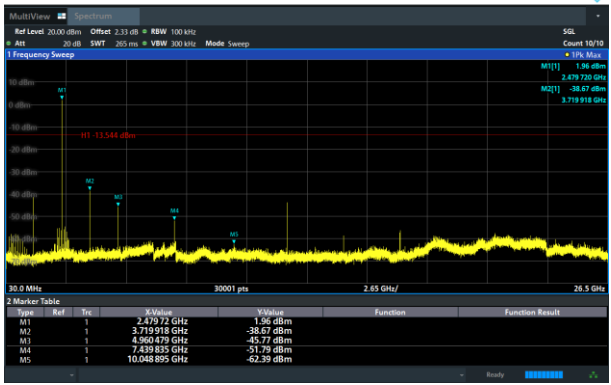 MultiView Spectrum
Ref Level 20.00 dBm Offset 2.33 dB RBW 100 kHz SGL
Att 20 dB SWT 265 ms VBW 300 kHz Mode Sweep Count 10/10
1 Frequency Sweep 1Pk Max
M1[1] 1.96 dBm
2.479 720 GHz
M2[1] -38.67 dBm
3.719 918 GHz
10 dBm
M1
0 dBm
-10 dBm
H1 -13.544 dBm
-20 dBm
-30 dBm
M2
-40 dBm
M3
M4
-50 dBm
M5
-60 dBm
30.0 MHz 30001 pts 2.65 GHz/ 26.5 GHz
2 Marker Table
Type Ref Trc X-Value Y-Value Function Function Result
M1 1 2.479 72 GHz 1.96 dBm
M2 1 3.719 918 GHz -38.67 dBm
M3 1 4.960 479 GHz -45.77 dBm
M4 1 7.439 835 GHz -51.79 dBm
M5 1 10.048 895 GHz -62.39 dBm
Ready